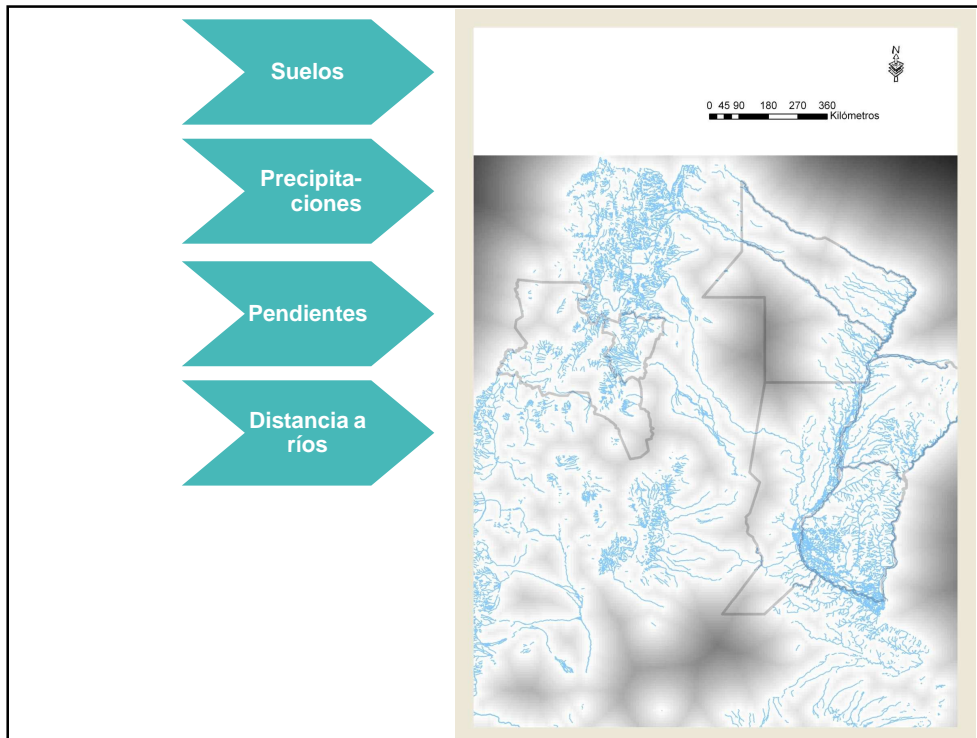 Suelos
Precipita-
ciones
Pendientes
Distancia a
ríos
N
0 45 90 180 270 360
Kilómetros